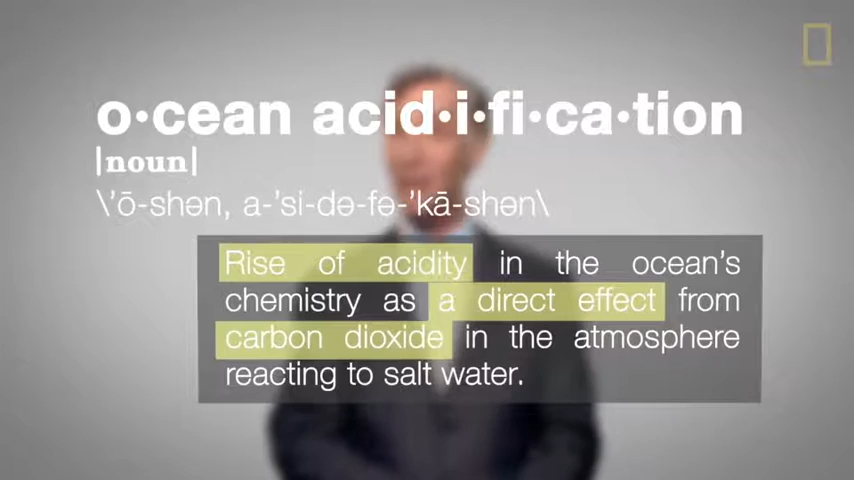 o·cean acid·i·fi·ca·tion
|noun|
\'ō-shən, a-'si-də-fə-'kā-shən\
Rise of acidity in the ocean's
chemistry as a direct effect from
carbon dioxide in the atmosphere
reacting to salt water.